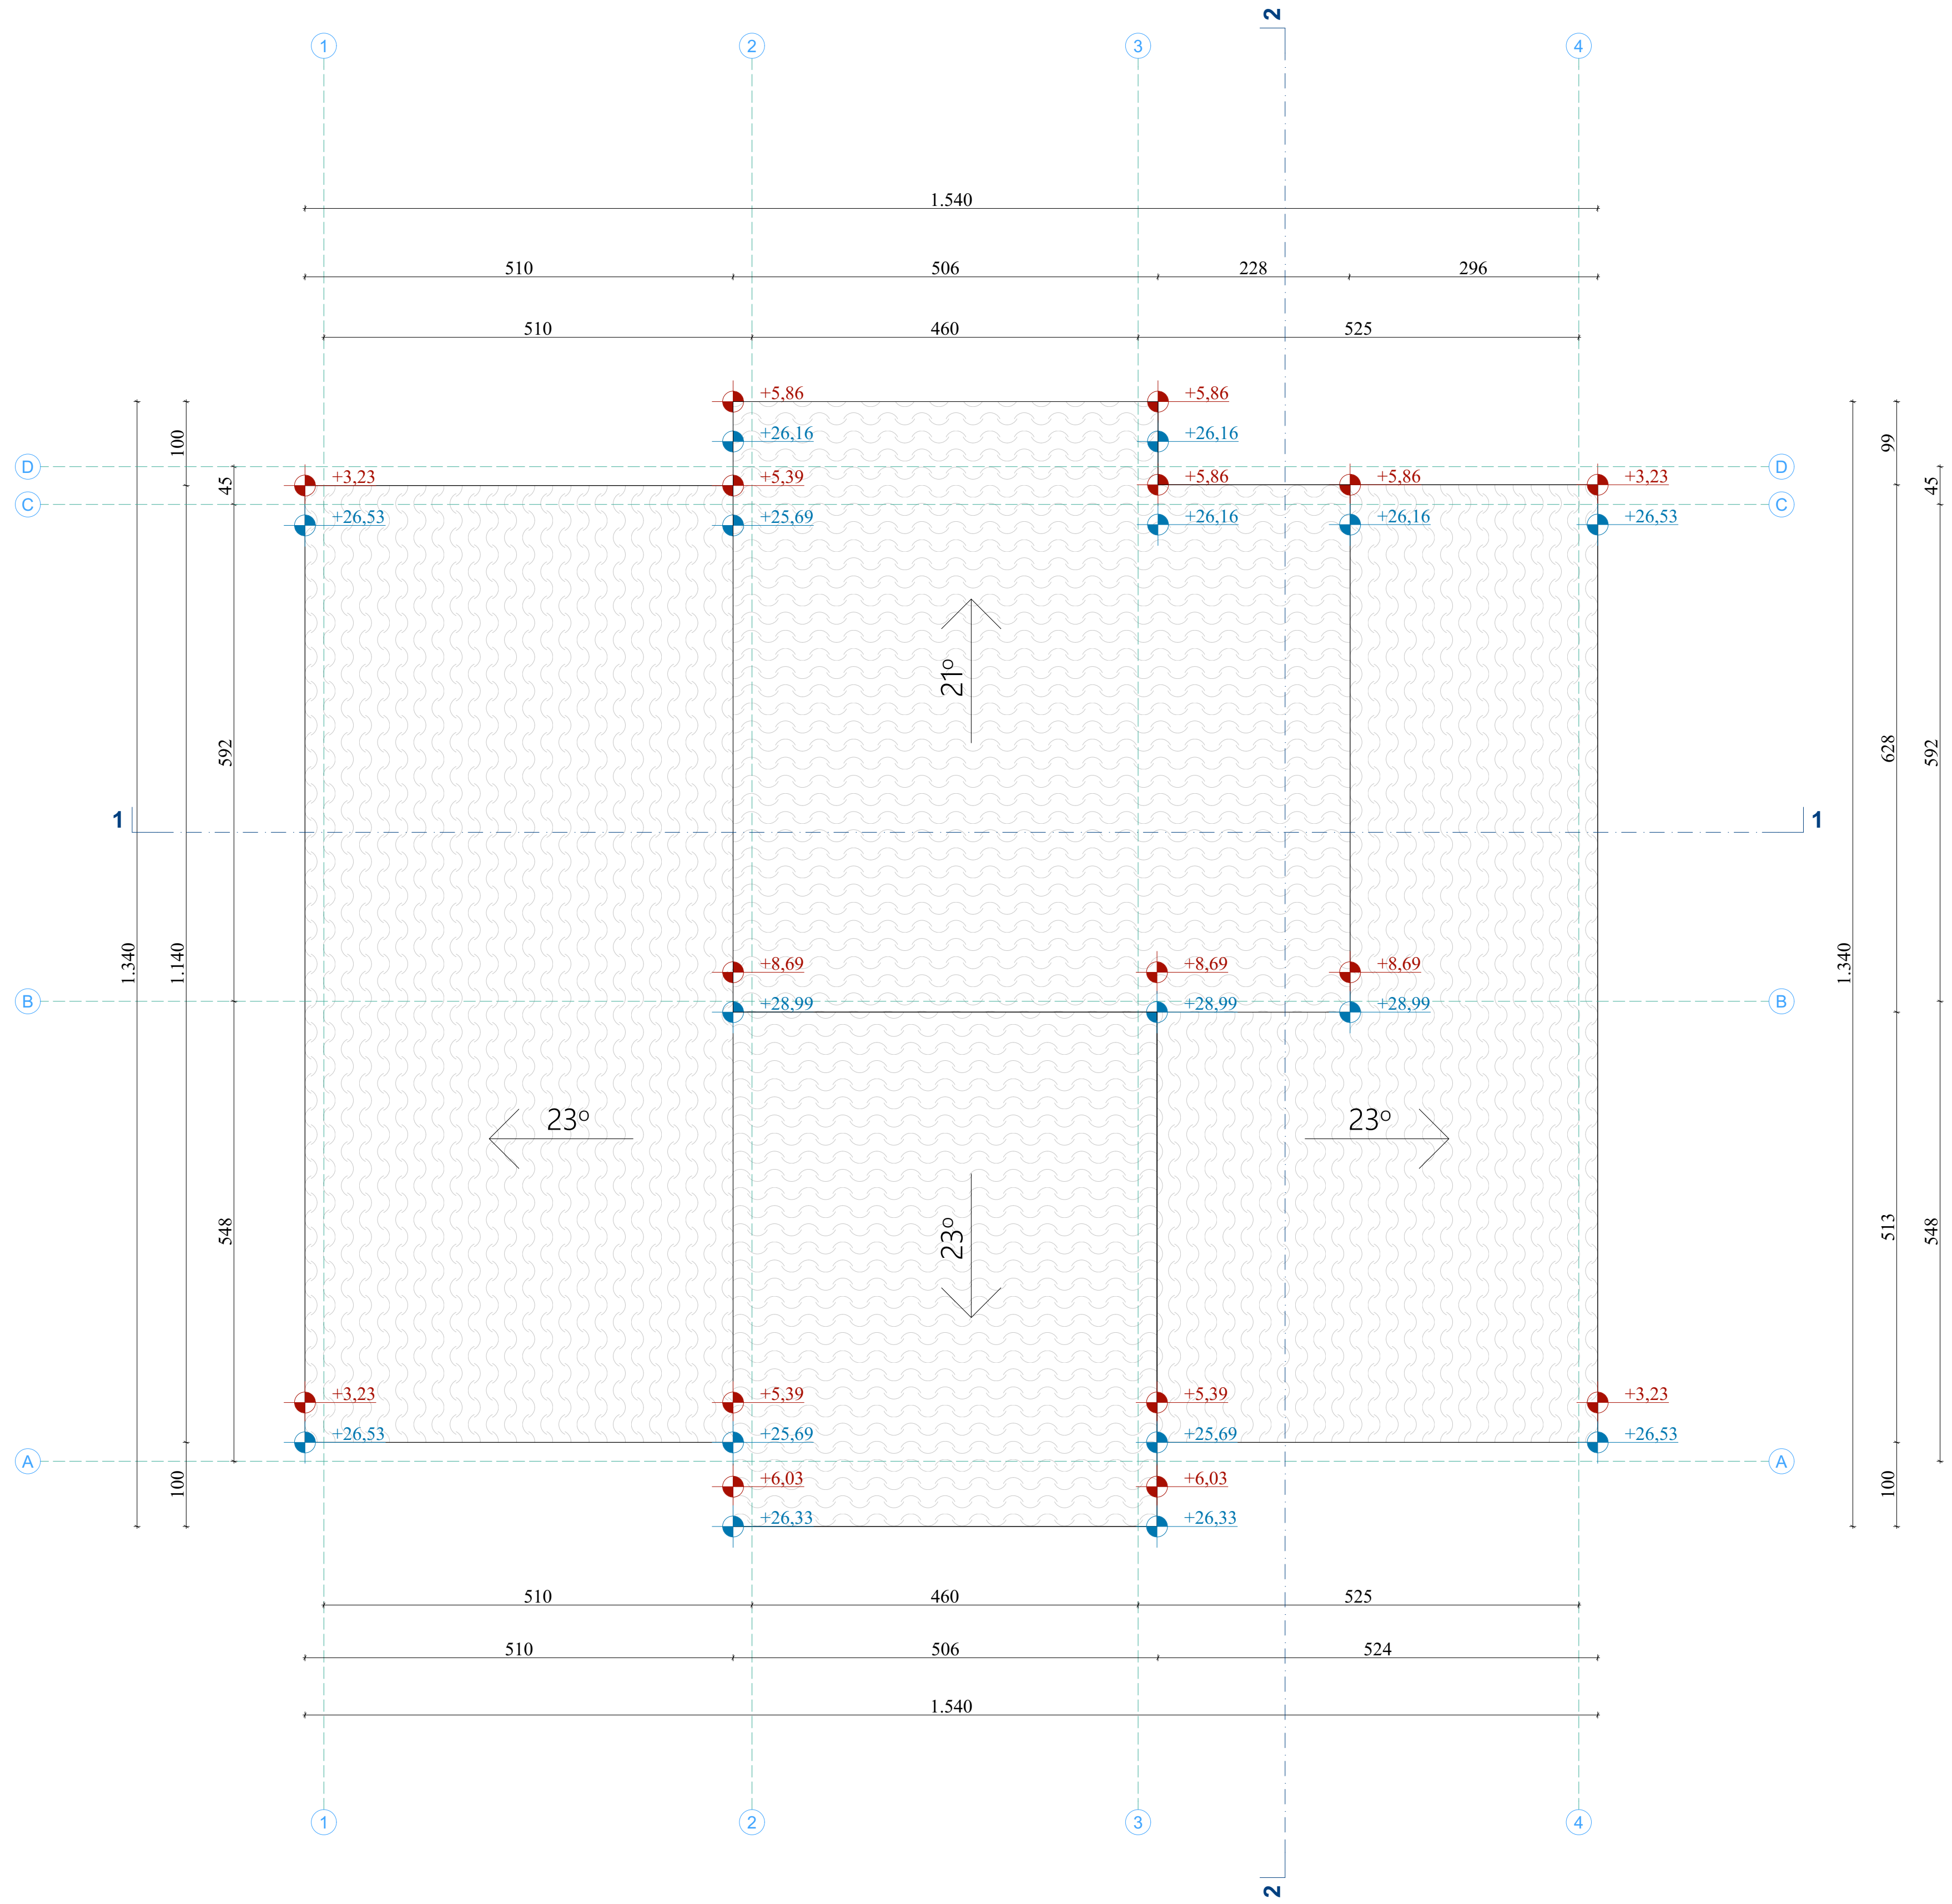 2
1 2 3 4
1.540
510 506 228 296
510 460 525
+5,86 +5,86
+26,16 +26,16
100 99
D D
45 45
+3,23 +5,39 +5,86 +5,86 +3,23
C C
+26,53 +25,69 +26,16 +26,16 +26,53
21°
592 628 592
1 1
1.340 1.140 1.340
+8,69 +8,69 +8,69
B B
+28,99 +28,99 +28,99
23° 23°
548 23° 513 548
+3,23 +5,39 +5,39 +3,23
+26,53 +25,69 +25,69 +26,53
A A
100 +6,03 +6,03 100
+26,33 +26,33
510 460 525
510 506 524
1.540
1 2 3 4
2